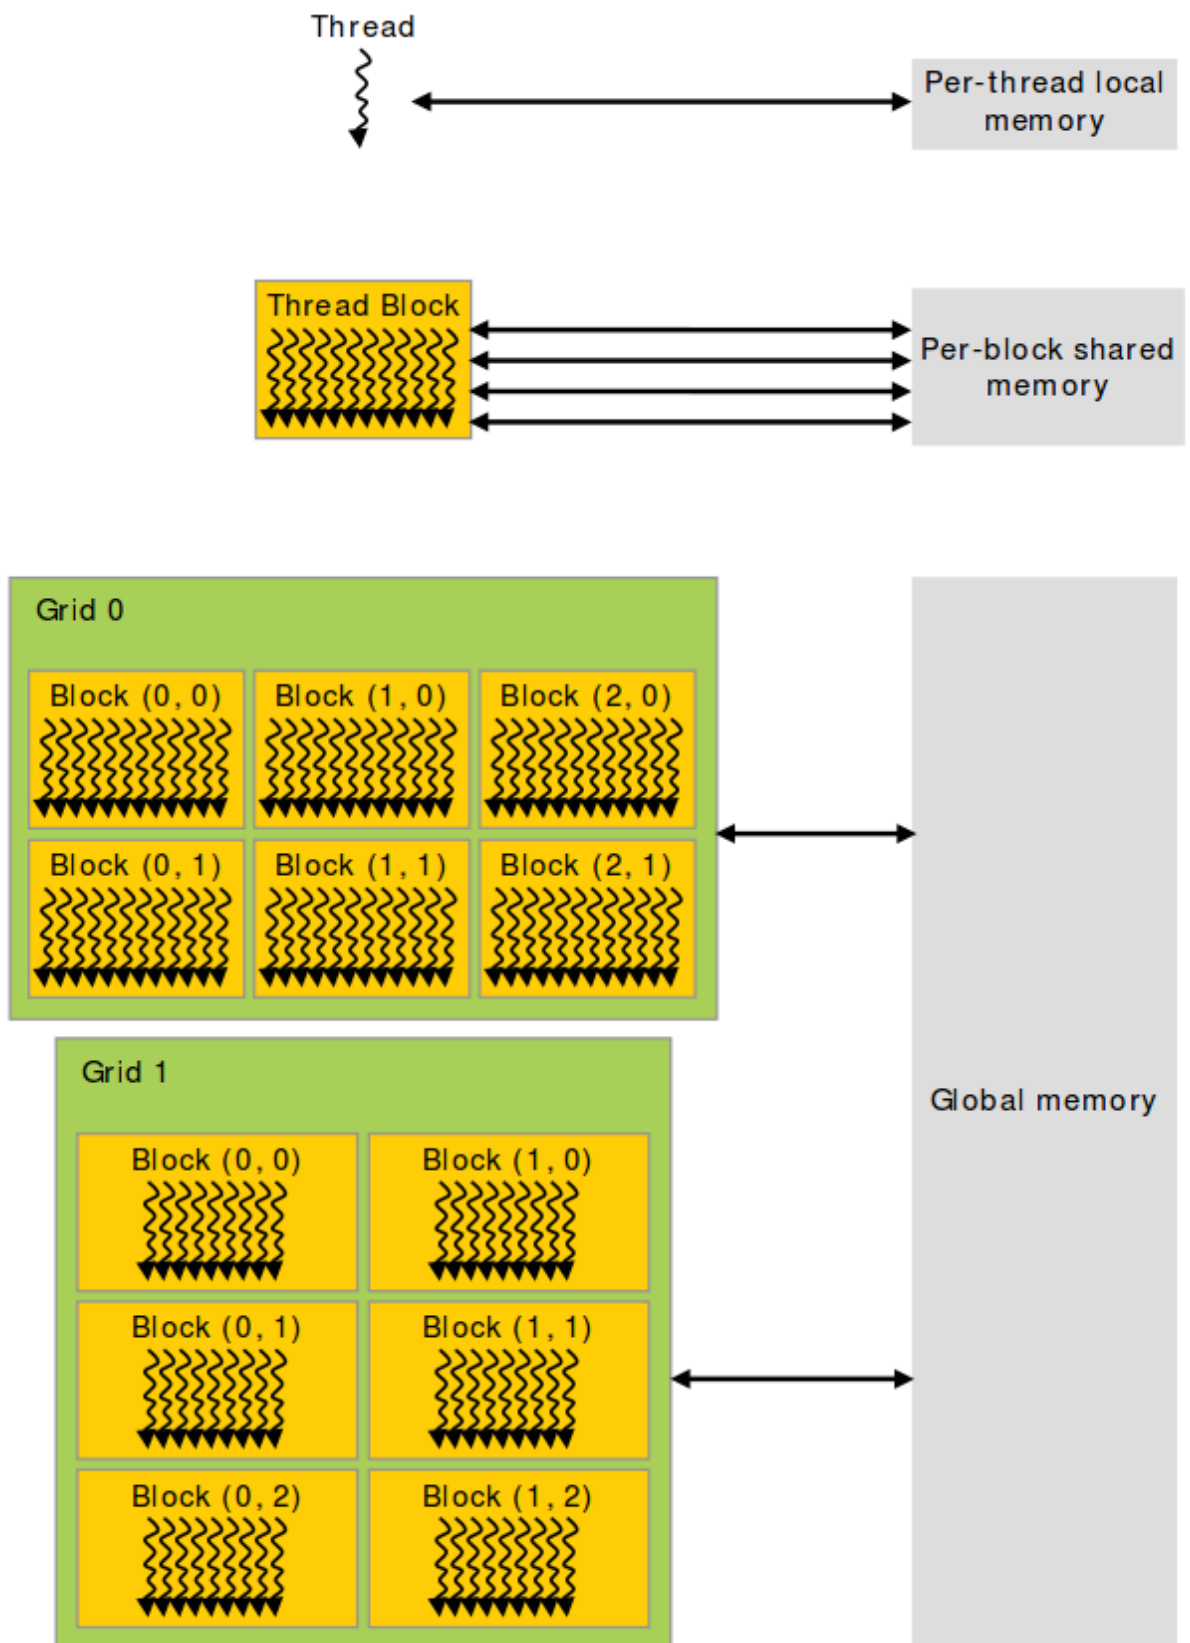 Thread
Per-thread local
memory
Thread Block
Per-block shared
memory
Grid 0
Block (0, 0)
Block (1, 0)
Block (2, 0)
Block (0, 1)
Block (1, 1)
Block (2, 1)
Grid 1
Global memory
Block (0, 0)
Block (1, 0)
Block (0, 1)
Block (1, 1)
Block (0, 2)
Block (1, 2)